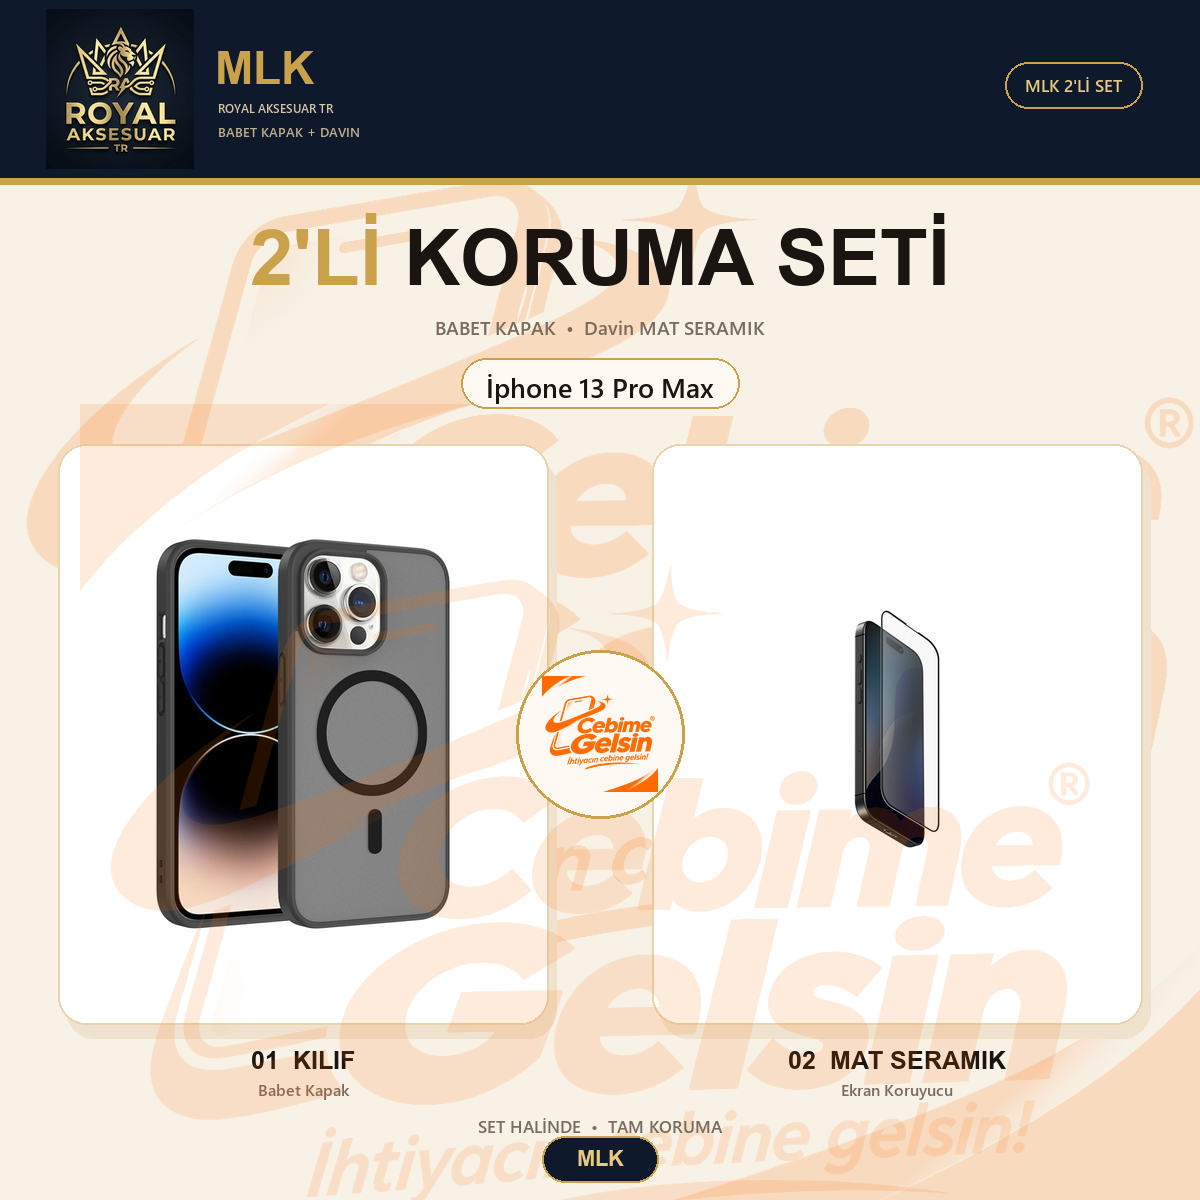 ROYAL
AKSESUAR
TR
MLK
ROYAL AKSESUAR TR
BABET KAPAK + DAVIN
MLK 2'Lİ SET
2'Lİ KORUMA SETİ
BABET KAPAK • Davin MAT SERAMIK
İphone 13 Pro Max
Cebime
Gelsin
İhtiyacın cebine gelsin!
Cebime®
Gelsin
İhtiyacın cebine gelsin!
01 KILIF
Babet Kapak
02 MAT SERAMIK
Ekran Koruyucu
SET HALİNDE • TAM KORUMA
MLK